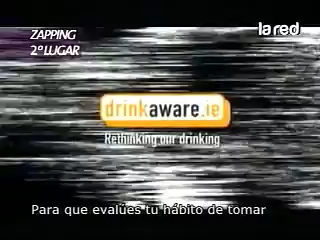 ZAPPING
2º LUGAR
la red
drinkaware.ie
Rethinking our drinking
Para que evalúes tu hábito de tomar